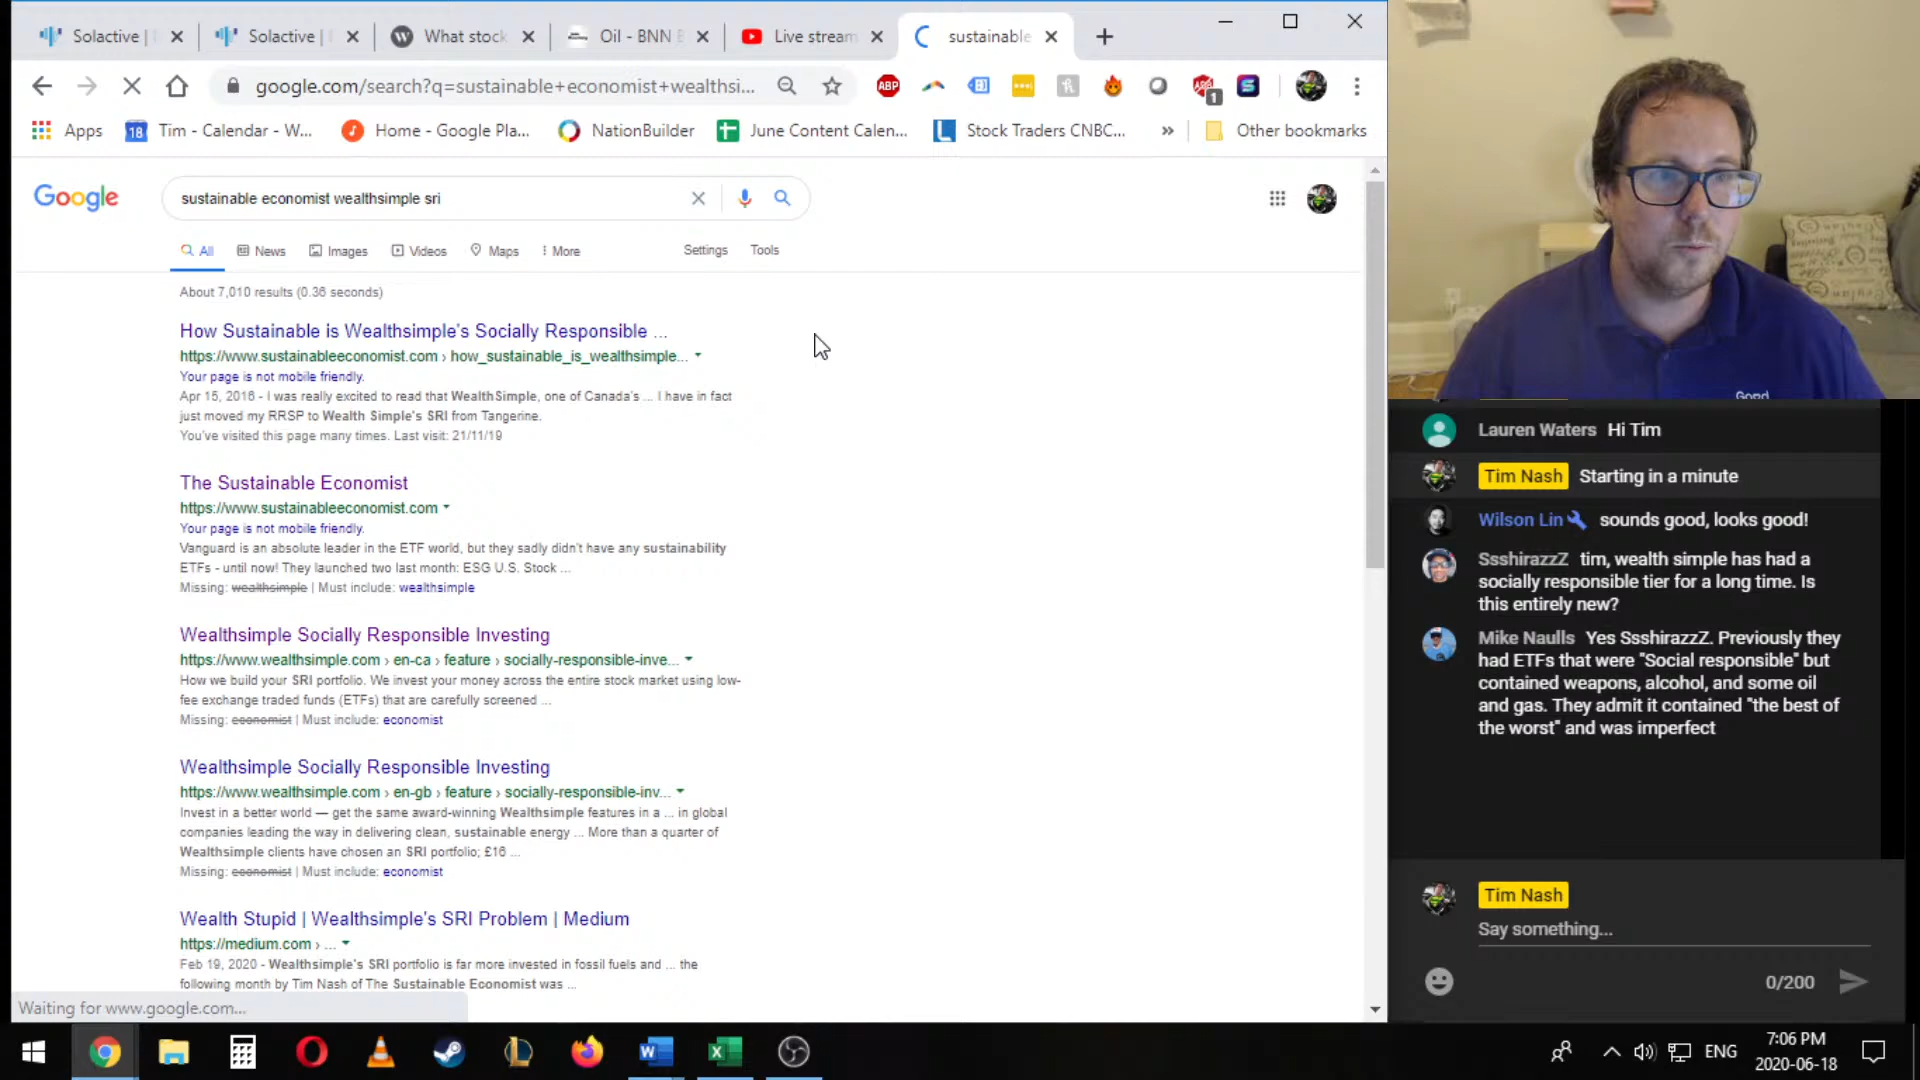 Solactive |
Solactive |
What stock
Oil - BNN B
Live stream
sustainable
google.com/search?q=sustainable+economist+wealthsi...
ABP
1
Apps
18
Tim - Calendar - W...
Home - Google Pla...
NationBuilder
June Content Calen...
Stock Traders CNBC...
Other bookmarks
Google
sustainable economist wealthsimple sri
All
News
Images
Videos
Maps
More
Settings
Tools
About 7,010 results (0.36 seconds)
How Sustainable is Wealthsimple's Socially Responsible ...
https://www.sustainableeconomist.com › how_sustainable_is_wealthsimple...
Your page is not mobile friendly.
Apr 15, 2016 - I was really excited to read that WealthSimple, one of Canada's ... I have in fact
just moved my RRSP to Wealth Simple's SRI from Tangerine.
You've visited this page many times. Last visit: 21/11/19
The Sustainable Economist
https://www.sustainableeconomist.com
Your page is not mobile friendly.
Vanguard is an absolute leader in the ETF world, but they sadly didn't have any sustainability
ETFs - until now! They launched two last month: ESG U.S. Stock ...
Missing: wealthsimple | Must include: wealthsimple
Wealthsimple Socially Responsible Investing
https://www.wealthsimple.com › en-ca › feature › socially-responsible-inve...
How we build your SRI portfolio. We invest your money across the entire stock market using low-
fee exchange traded funds (ETFs) that are carefully screened ...
Missing: economist | Must include: economist
Wealthsimple Socially Responsible Investing
https://www.wealthsimple.com › en-gb › feature › socially-responsible-inv...
Invest in a better world — get the same award-winning Wealthsimple features in a ... in global
companies leading the way in delivering clean, sustainable energy ... More than a quarter of
Wealthsimple clients have chosen an SRI portfolio; £16 ...
Missing: economist | Must include: economist
Wealth Stupid | Wealthsimple's SRI Problem | Medium
https://medium.com › ...
Feb 19, 2020 - Wealthsimple's SRI portfolio is far more invested in fossil fuels and ... the
following month by Tim Nash of The Sustainable Economist was ...
Waiting for www.google.com...
Good
Lauren Waters Hi Tim
Tim Nash Starting in a minute
Wilson Lin sounds good, looks good!
SsshirazzZ tim, wealth simple has had a
socially responsible tier for a long time. Is
this entirely new?
Mike Naulls Yes SsshirazzZ. Previously they
had ETFs that were "Social responsible" but
contained weapons, alcohol, and some oil
and gas. They admit it contained "the best of
the worst" and was imperfect
Tim Nash
Say something...
0/200
ENG
7:06 PM
2020-06-18